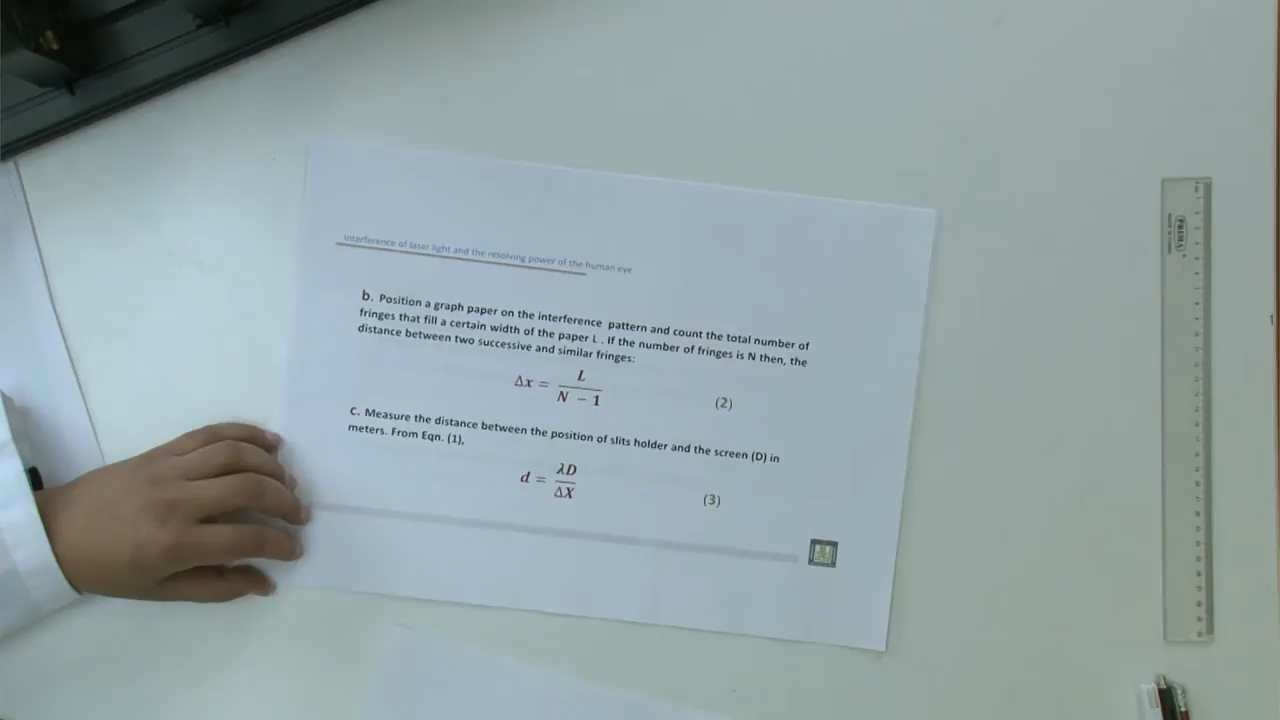 Interference of laser light and the resolving power of the human eye
b. Position a graph paper on the interference pattern and count the total number of
fringes that fill a certain width of the paper L . If the number of fringes is N then, the
distance between two successive and similar fringes:
Δx = L / (N − 1) (2)
c. Measure the distance between the position of slits holder and the screen (D) in
meters. From Eqn. (1),
d = λD / ΔX (3)
PRIMA